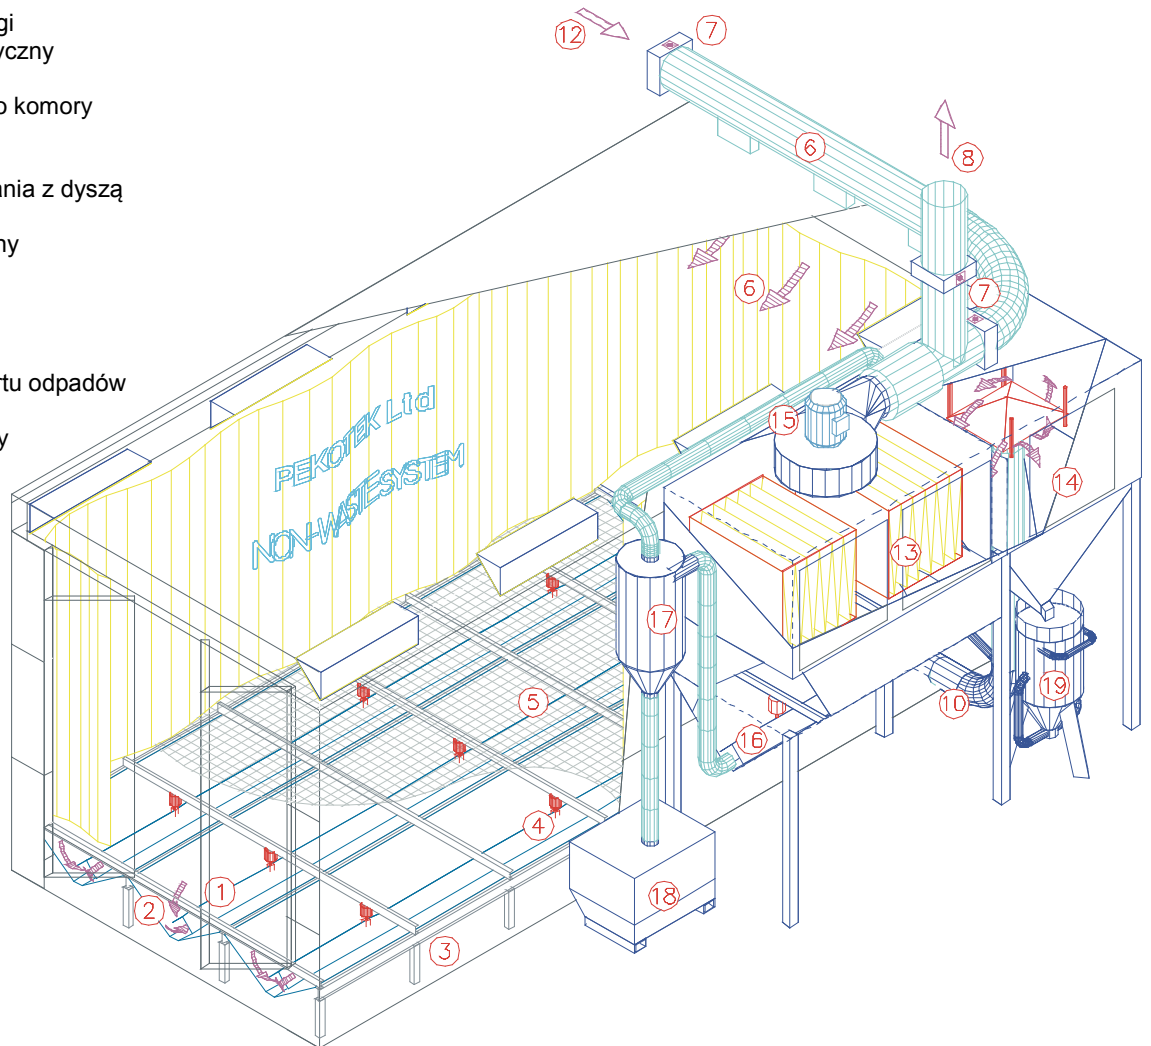 gi
yczny
o komory
ania z dyszą
ny
rtu odpadów
y
12
7
6
8
6
7
PEKOTEK Ltd
NON-WASTESYSTEM
15
14
13
17
5
19
10
16
4
1
2
18
3